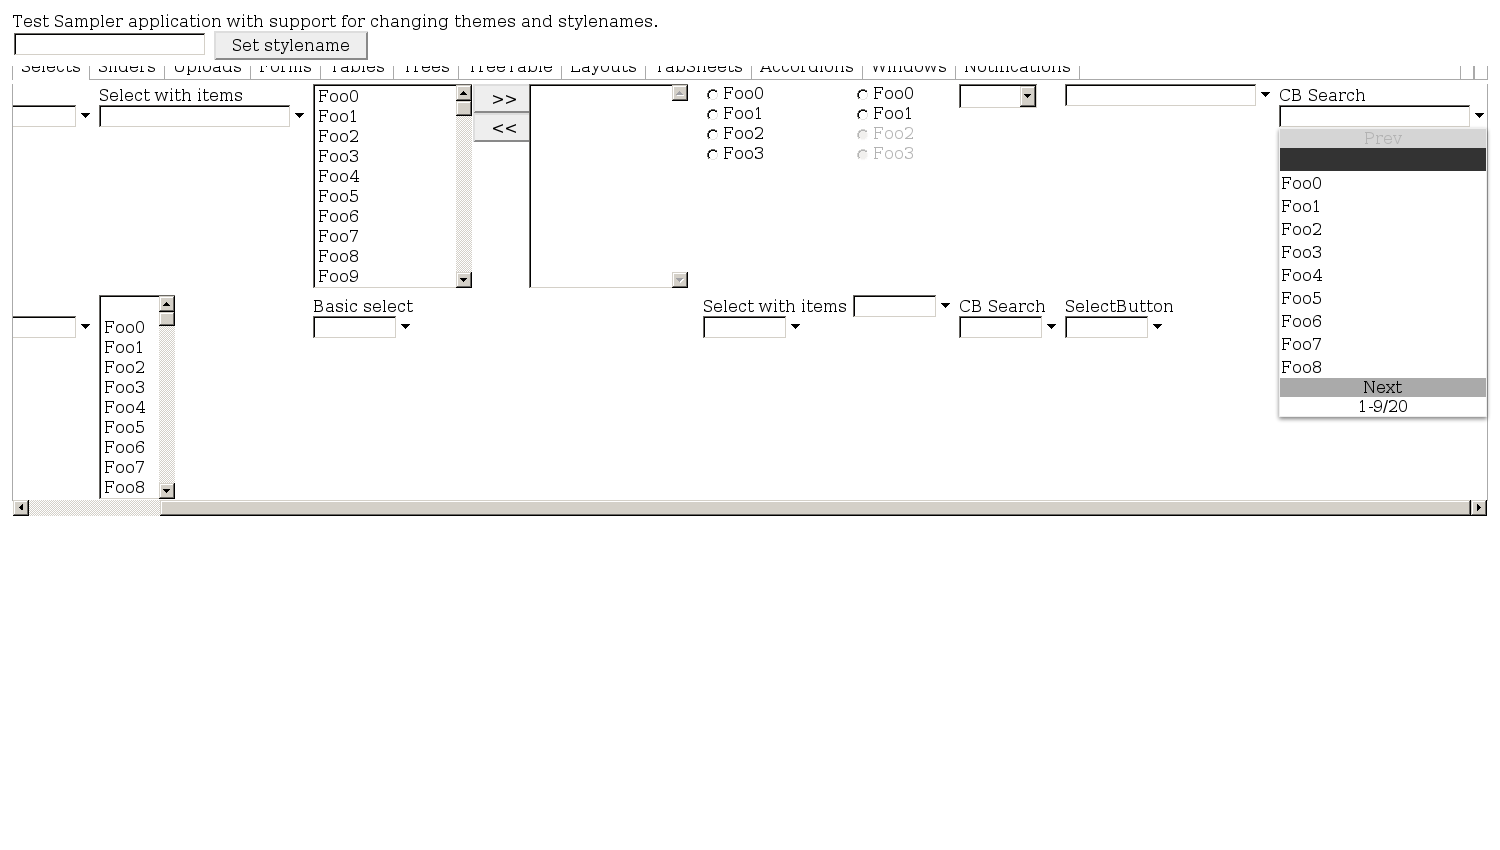 Test Sampler application with support for changing themes and stylenames.
Set stylename
Selects Sliders Uploads Forms Tables Trees TreeTable Layouts TabSheets Accordions Windows Notifications
Select with items
Foo0
Foo1
Foo2
Foo3
Foo4
Foo5
Foo6
Foo7
Foo8
Foo9
>>
<<
Foo0
Foo1
Foo2
Foo3
Foo0
Foo1
Foo2
Foo3
CB Search
Prev
Foo0
Foo1
Foo2
Foo3
Foo4
Foo5
Foo6
Foo7
Foo8
Next
1-9/20
Foo0
Foo1
Foo2
Foo3
Foo4
Foo5
Foo6
Foo7
Foo8
Basic select
Select with items
CB Search
SelectButton